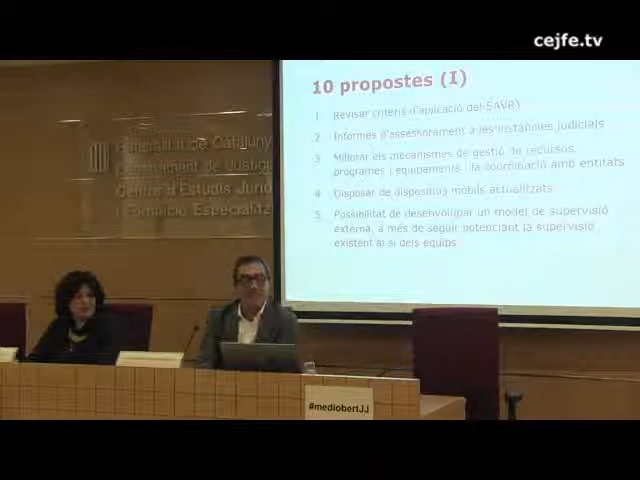 cejfe.tv
10 propostes (I)
1. Revisar criteris d'aplicació del SAVRY
2. Informes d'assessorament a les instàncies judicials
3. Millorar els mecanismes de gestió de recursos,
programes i equipaments i la coordinació amb entitats
4. Disposar de dispositius mòbils actualitzats
5. Possibilitat de desenvolupar un model de supervisió
externa, a més de seguir potenciant la supervisió
existent al si dels equips
Generalitat de Catalunya
Departament de Justícia
Centre d'Estudis Jurídi
i Formació Especialitz
#mediobertJJ